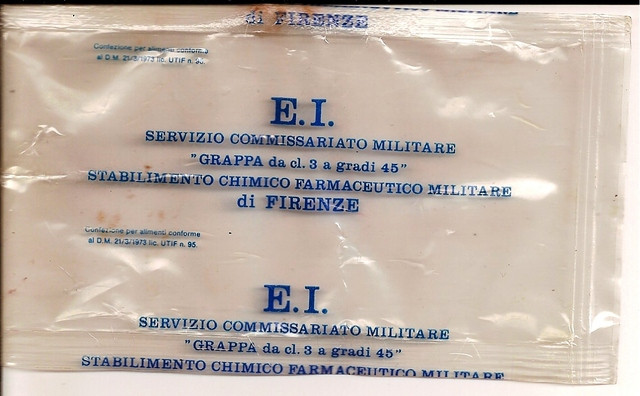 di FIRENZE
Confezione per alimenti conforme
al D.M. 21/3/1973 lic. UTIF n. 95.
E.I.
SERVIZIO COMMISSARIATO MILITARE
"GRAPPA da cl. 3 a gradi 45"
STABILIMENTO CHIMICO FARMACEUTICO MILITARE
di FIRENZE
Confezione per alimenti conforme
al D.M. 21/3/1973 lic. UTIF n. 95.
E.I.
SERVIZIO COMMISSARIATO MILITARE
"GRAPPA da cl. 3 a gradi 45"
STABILIMENTO CHIMICO FARMACEUTICO MILITARE